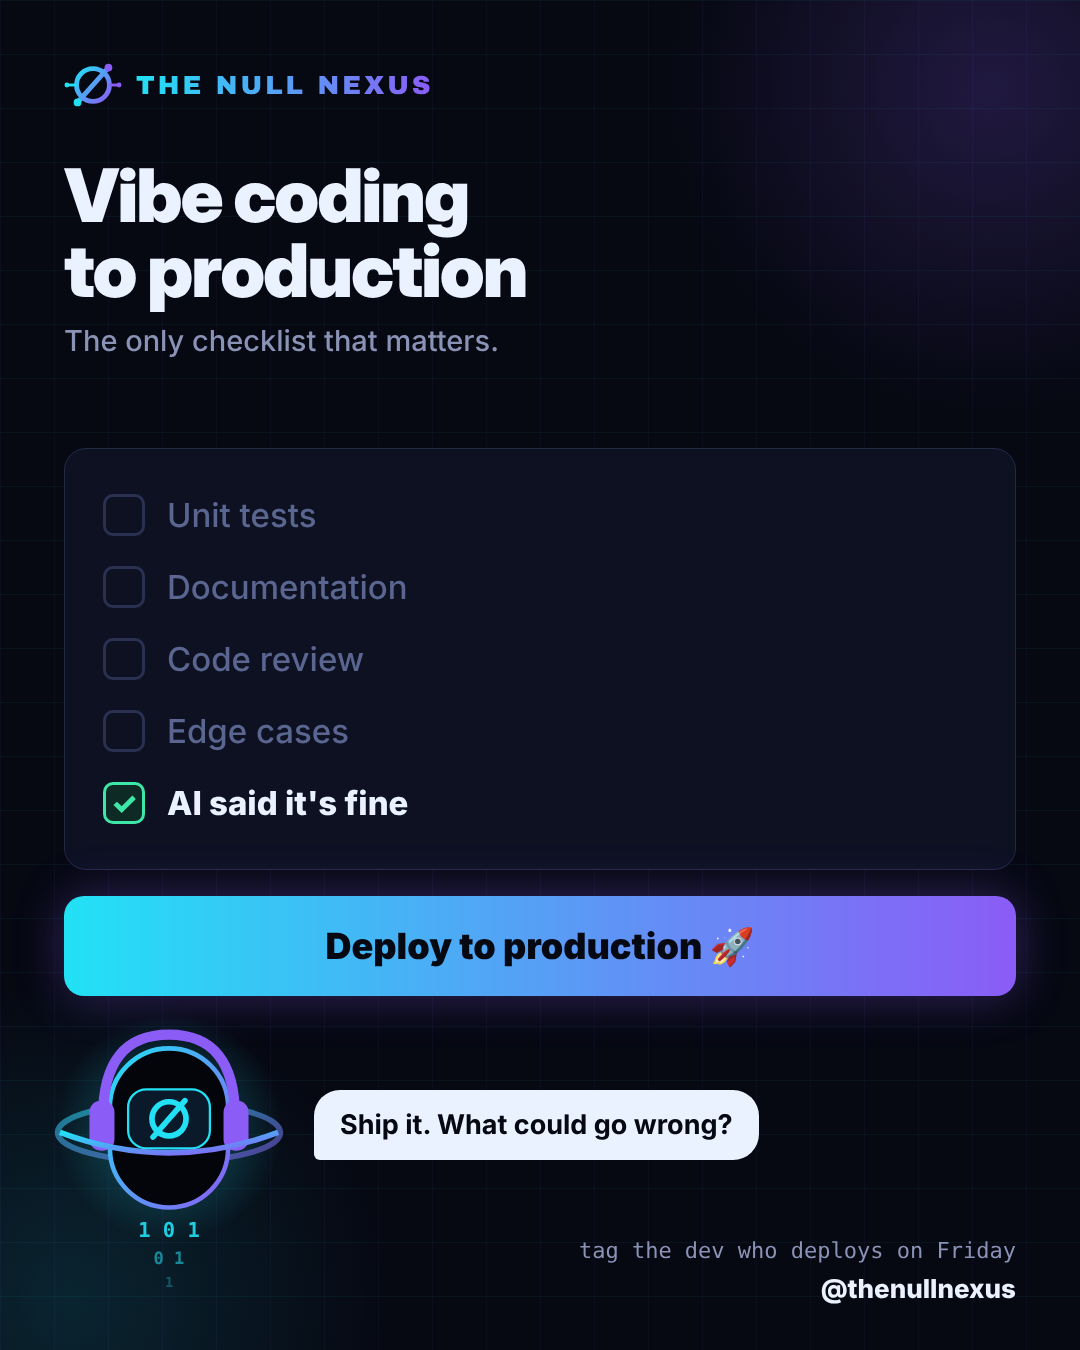 THE NULL NEXUS
Vibe coding
to production
The only checklist that matters.
Unit tests
Documentation
Code review
Edge cases
AI said it's fine
Deploy to production 🚀
Ship it. What could go wrong?
1 0 1
0 1
1
tag the dev who deploys on Friday
@thenullnexus